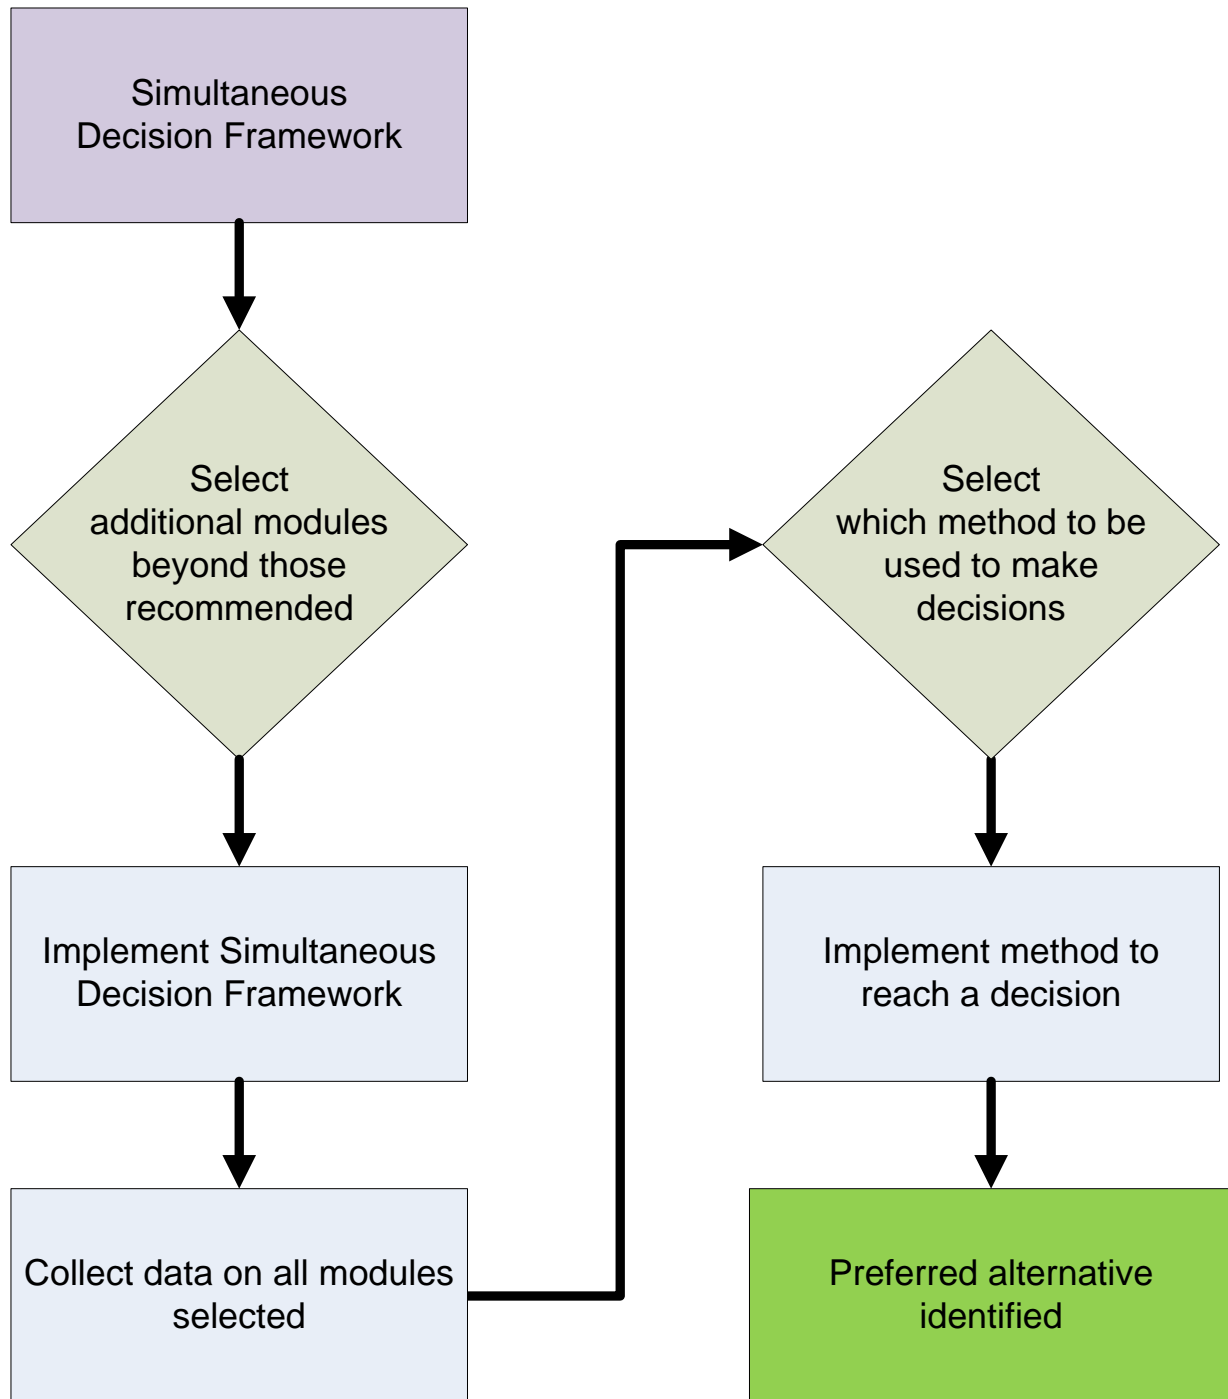 Simultaneous
Decision Framework
Select
additional modules
beyond those
recommended
Implement Simultaneous
Decision Framework
Collect data on all modules
selected
Select
which method to be
used to make
decisions
Implement method to
reach a decision
Preferred alternative
identified